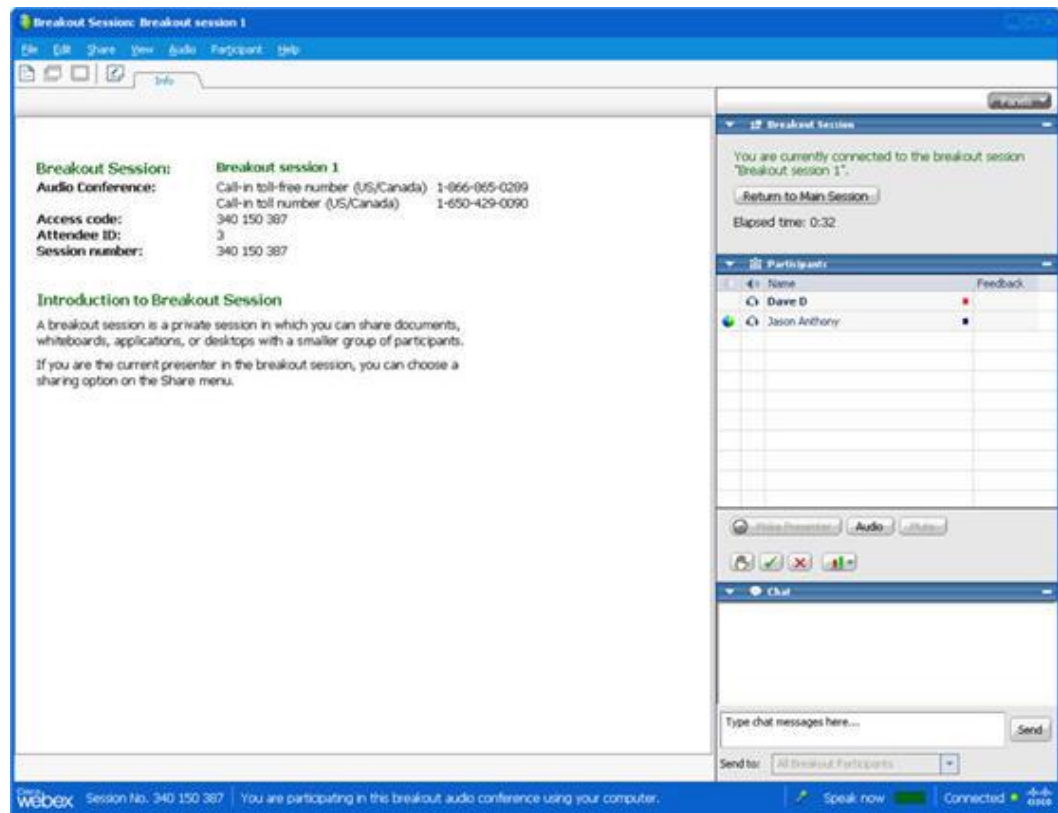 Breakout Session: Breakout session 1
File Edit Share View Audio Participant Help
Info
Breakout Session: Breakout session 1
Audio Conference: Call-in toll-free number (US/Canada) 1-866-865-0289
Call-in toll number (US/Canada) 1-650-429-0090
Access code: 340 150 387
Attendee ID: 3
Session number: 340 150 387
Introduction to Breakout Session
A breakout session is a private session in which you can share documents,
whiteboards, applications, or desktops with a smaller group of participants.
If you are the current presenter in the breakout session, you can choose a
sharing option on the Share menu.
Panels
Breakout Session
You are currently connected to the breakout session
"Breakout session 1".
Return to Main Session
Elapsed time: 0:32
Participants
Name Feedback
Dave D
Jason Anthony
Make Presenter Audio Mute
Chat
Type chat messages here...
Send
Send to: All Breakout Participants
Cisco
webex Session No. 340 150 387 You are participating in this breakout audio conference using your computer. Speak now Connected
CISCO